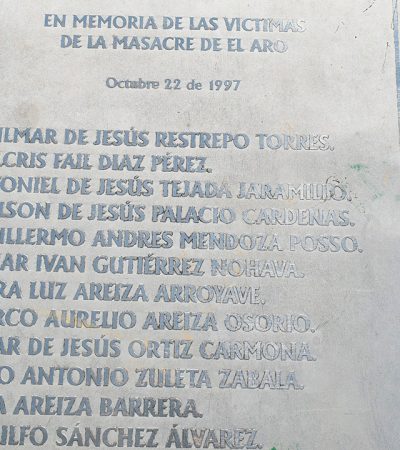 EN MEMORIA DE LAS VICTIMAS
DE LA MASACRE DE EL ARO
Octubre 22 de 1997
ILMAR DE JESÚS RESTREPO TORRES.
LCRIS FAIL DIAZ PÉREZ.
TONIEL DE JESÚS TEJADA JARAMILLO.
LSON DE JESÚS PALACIO CARDENAS.
ILLERMO ANDRES MENDOZA POSSO.
AR IVAN GUTIÉRREZ NOHAVA.
RA LUZ AREIZA ARROYAVE.
RCO AURELIO AREIZA OSORIO.
AR DE JESÚS ORTIZ CARMONA.
O ANTONIO ZULETA ZABALA.
A AREIZA BARRERA.
ILFO SÁNCHEZ ÁLVAREZ.